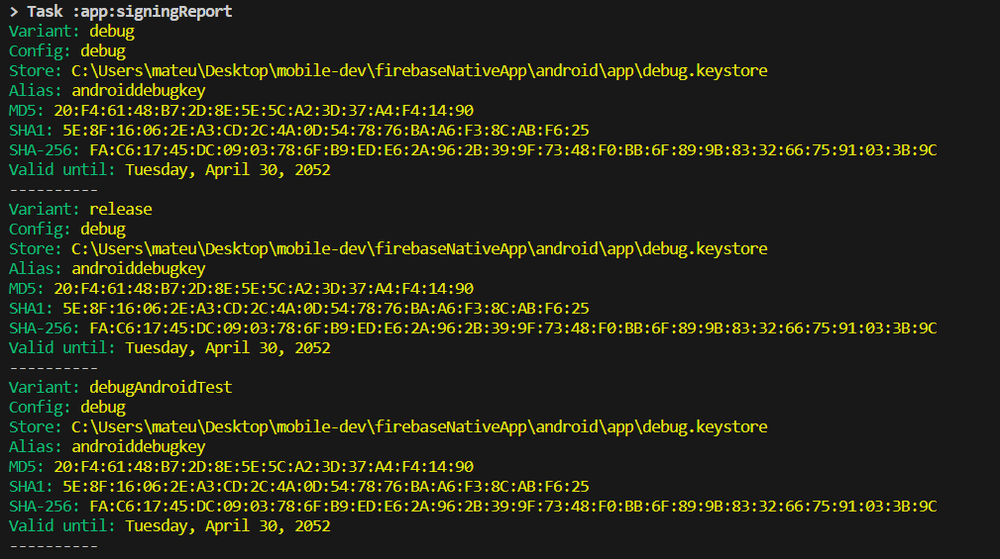 > Task :app:signingReport
Variant: debug
Config: debug
Store: C:\Users\mateu\Desktop\mobile-dev\firebaseNativeApp\android\app\debug.keystore
Alias: androiddebugkey
MD5: 20:F4:61:48:B7:2D:8E:5E:5C:A2:3D:37:A4:F4:14:90
SHA1: 5E:8F:16:06:2E:A3:CD:2C:4A:0D:54:78:76:BA:A6:F3:8C:AB:F6:25
SHA-256: FA:C6:17:45:DC:09:03:78:6F:B9:ED:E6:2A:96:2B:39:9F:73:48:F0:BB:6F:89:9B:83:32:66:75:91:03:3B:9C
Valid until: Tuesday, April 30, 2052
----------
Variant: release
Config: debug
Store: C:\Users\mateu\Desktop\mobile-dev\firebaseNativeApp\android\app\debug.keystore
Alias: androiddebugkey
MD5: 20:F4:61:48:B7:2D:8E:5E:5C:A2:3D:37:A4:F4:14:90
SHA1: 5E:8F:16:06:2E:A3:CD:2C:4A:0D:54:78:76:BA:A6:F3:8C:AB:F6:25
SHA-256: FA:C6:17:45:DC:09:03:78:6F:B9:ED:E6:2A:96:2B:39:9F:73:48:F0:BB:6F:89:9B:83:32:66:75:91:03:3B:9C
Valid until: Tuesday, April 30, 2052
----------
Variant: debugAndroidTest
Config: debug
Store: C:\Users\mateu\Desktop\mobile-dev\firebaseNativeApp\android\app\debug.keystore
Alias: androiddebugkey
MD5: 20:F4:61:48:B7:2D:8E:5E:5C:A2:3D:37:A4:F4:14:90
SHA1: 5E:8F:16:06:2E:A3:CD:2C:4A:0D:54:78:76:BA:A6:F3:8C:AB:F6:25
SHA-256: FA:C6:17:45:DC:09:03:78:6F:B9:ED:E6:2A:96:2B:39:9F:73:48:F0:BB:6F:89:9B:83:32:66:75:91:03:3B:9C
Valid until: Tuesday, April 30, 2052
----------